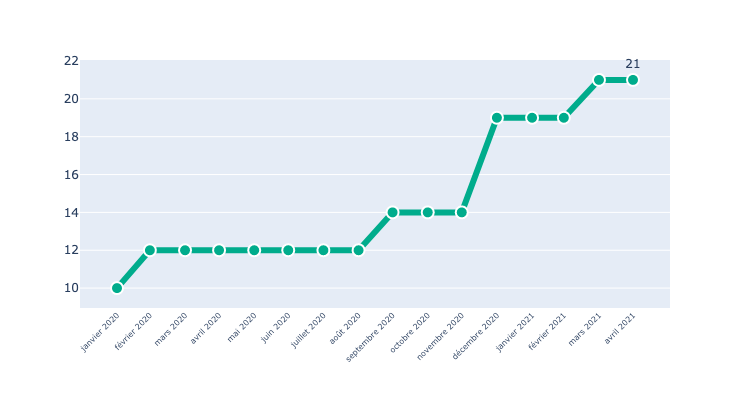 22
21
20
18
16
14
12
10
janvier 2020
février 2020
mars 2020
avril 2020
mai 2020
juin 2020
juillet 2020
août 2020
septembre 2020
octobre 2020
novembre 2020
décembre 2020
janvier 2021
février 2021
mars 2021
avril 2021